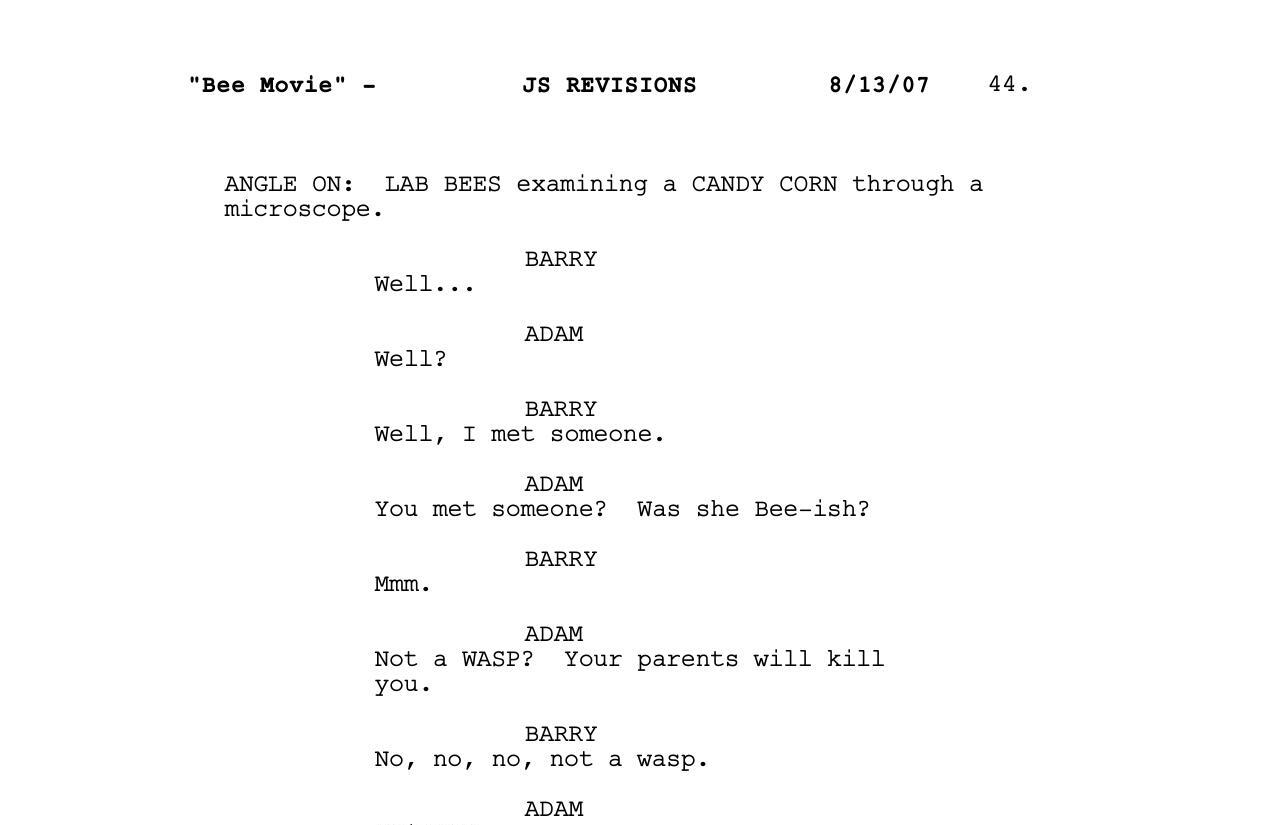 "Bee Movie" - JS REVISIONS 8/13/07 44.
ANGLE ON: LAB BEES examining a CANDY CORN through a
microscope.
BARRY
Well...
ADAM
Well?
BARRY
Well, I met someone.
ADAM
You met someone? Was she Bee-ish?
BARRY
Mmm.
ADAM
Not a WASP? Your parents will kill
you.
BARRY
No, no, no, not a wasp.
ADAM